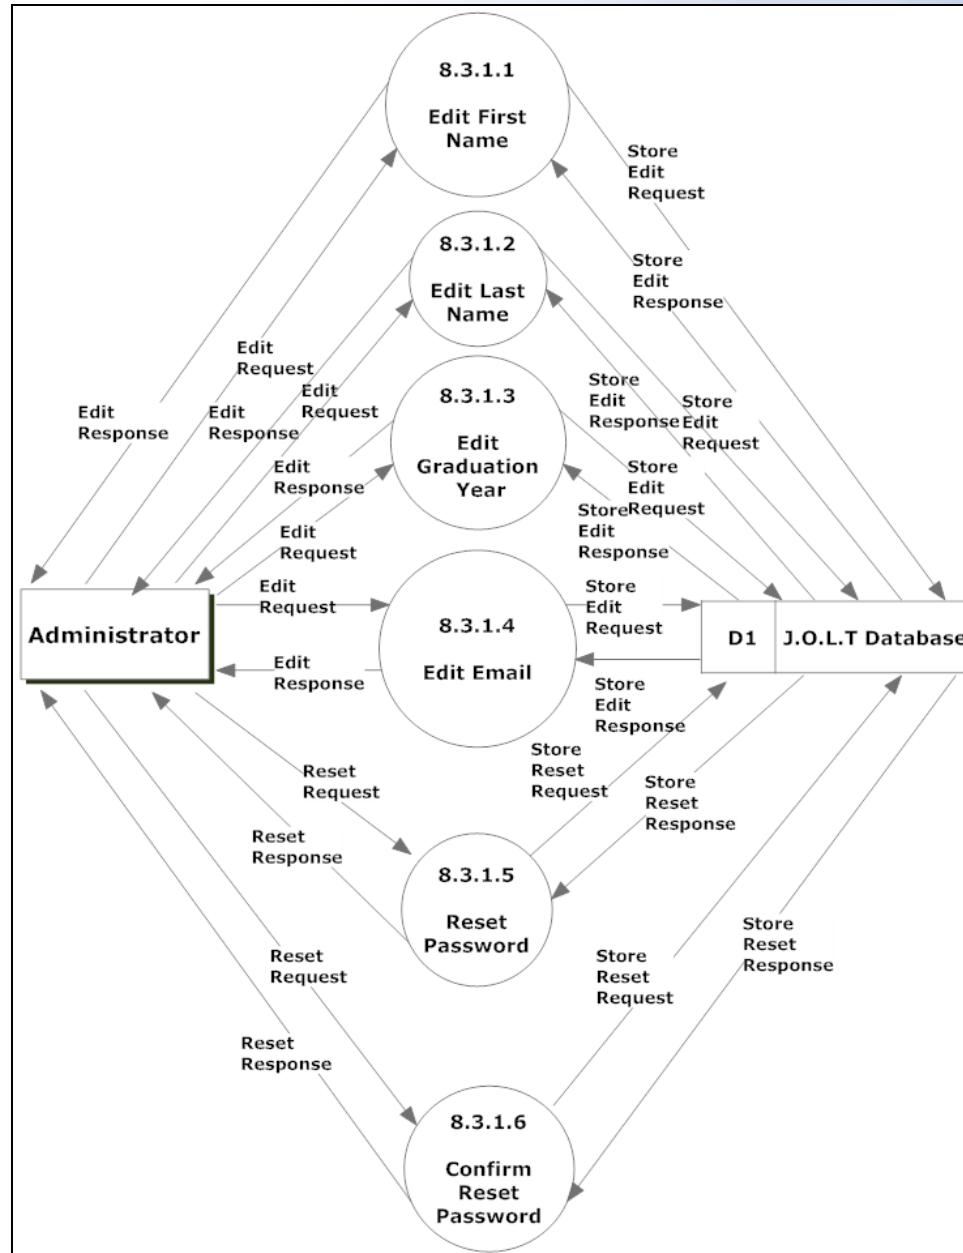 8.3.1.1
Edit First
Name
Store
Edit
Request
8.3.1.2
Edit Last
Name
Store
Edit
Response
Edit
Request
Edit
Response
Edit
Response
Edit
Request
8.3.1.3
Edit
Graduation
Year
Store
Edit
Response
Store
Edit
Request
Edit
Response
Store
Edit
Request
Edit
Request
Store
Edit
Response
Edit
Request
Store
Edit
Request
Administrator
8.3.1.4
Edit Email
D1
J.O.L.T Database
Edit
Response
Store
Edit
Response
Reset
Request
Store
Reset
Request
Store
Reset
Response
Reset
Response
8.3.1.5
Reset
Password
Reset
Request
Store
Reset
Request
Store
Reset
Response
Reset
Response
8.3.1.6
Confirm
Reset
Password